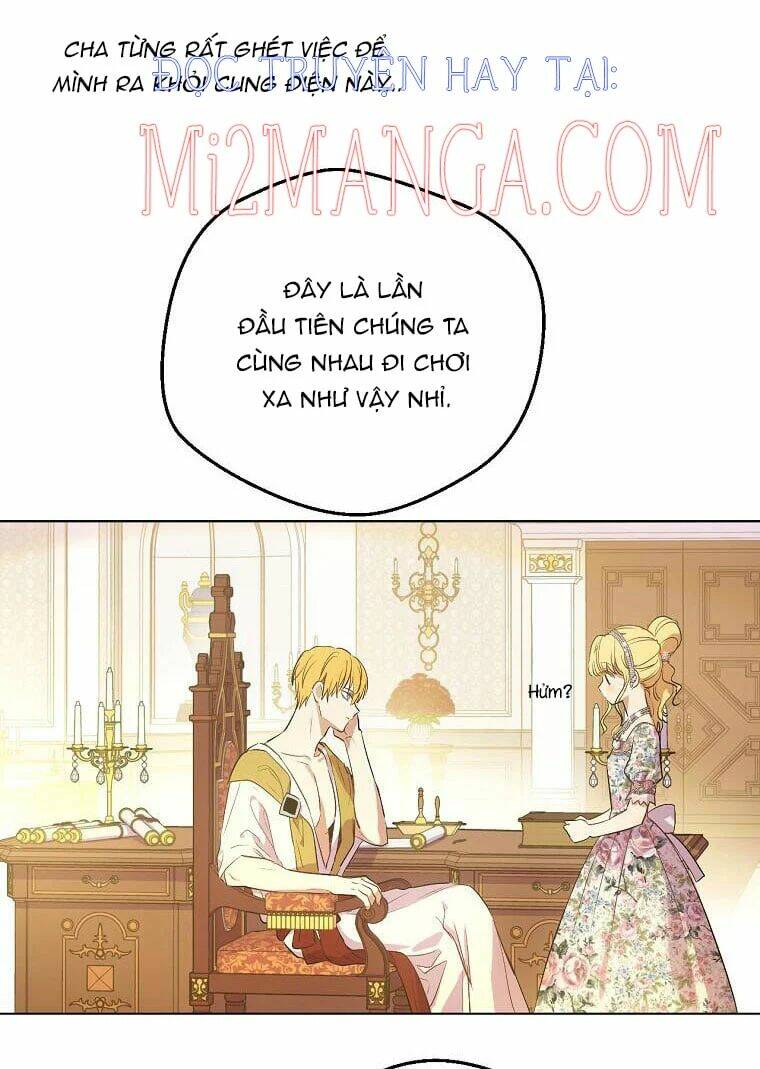 CHA TỪNG RẤT GHÉT VIỆC ĐỂ
MÌNH RA KHỎI CUNG ĐIỆN NÀY..
ĐỌC TRUYỆN HAY TẠI:
Mi2MANGA.COM
ĐÂY LÀ LẦN
ĐẦU TIÊN CHÚNG TA
CÙNG NHAU ĐI CHƠI
XA NHƯ VẬY NHỈ.
Hửm?